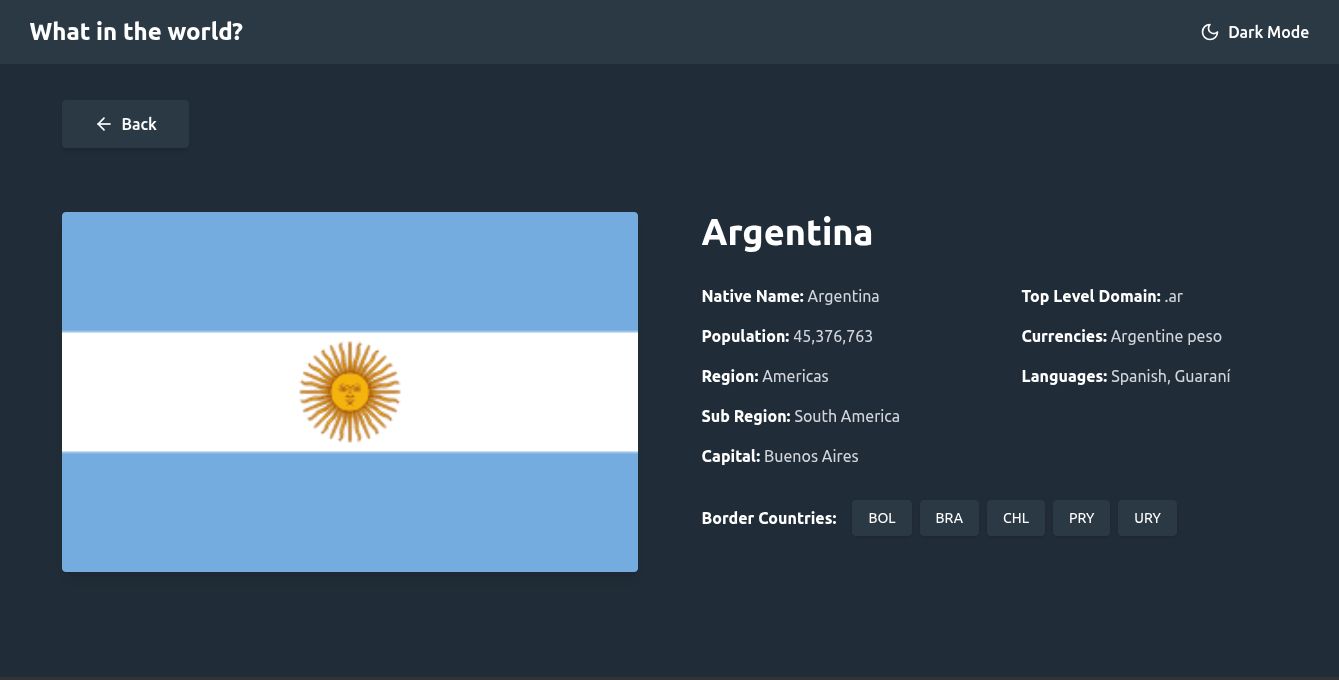 What in the world?
Dark Mode
Back
Argentina
Native Name: Argentina
Population: 45,376,763
Region: Americas
Sub Region: South America
Capital: Buenos Aires
Top Level Domain: .ar
Currencies: Argentine peso
Languages: Spanish, Guaraní
Border Countries: BOL BRA CHL PRY URY